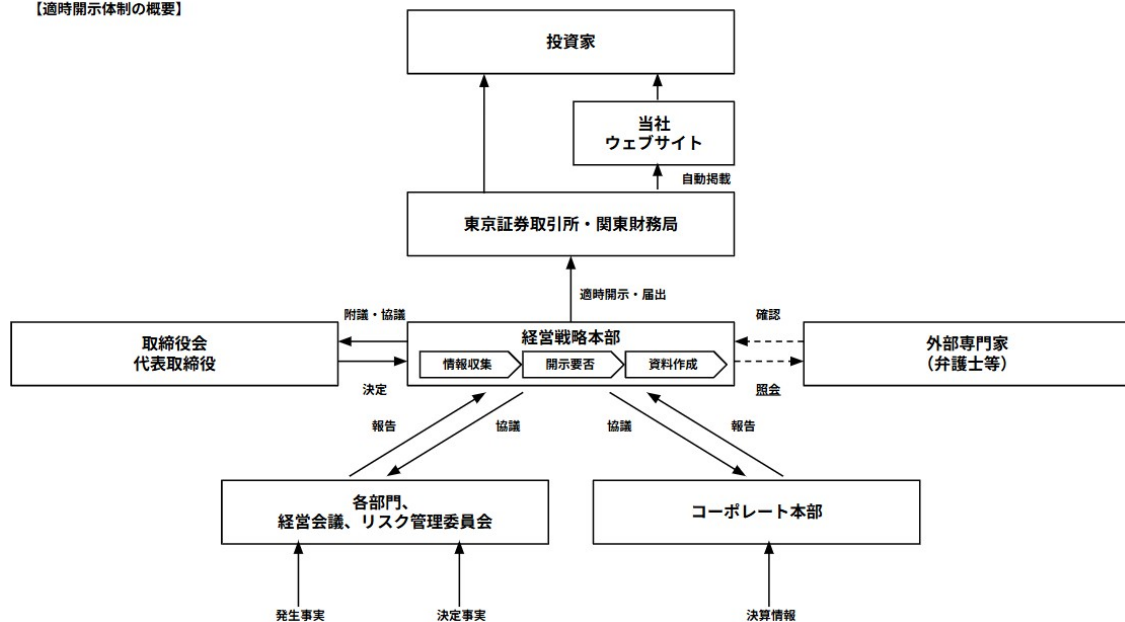 【適時開示体制の概要】
投資家
当社
ウェブサイト
自動掲載
東京証券取引所・関東財務局
適時開示・届出
附議・協議
確認
取締役会
代表取締役
経営戦略本部
情報収集
開示要否
資料作成
外部専門家
（弁護士等）
決定
照会
報告
協議
協議
報告
各部門、
経営会議、リスク管理委員会
コーポレート本部
発生事実
決定事実
決算情報